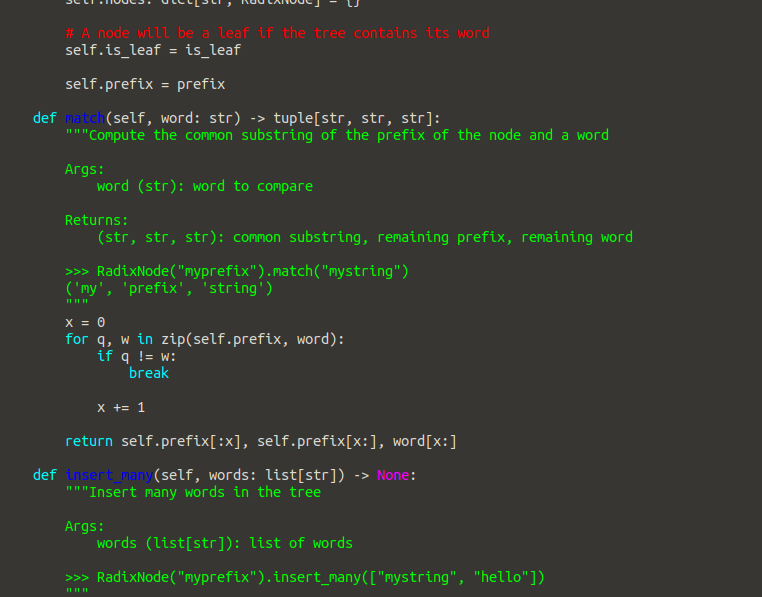 self.nodes: dict[str, RadixNode] = {}
# A node will be a leaf if the tree contains its word
self.is_leaf = is_leaf
self.prefix = prefix
def match(self, word: str) -> tuple[str, str, str]:
"""Compute the common substring of the prefix of the node and a word
Args:
word (str): word to compare
Returns:
(str, str, str): common substring, remaining prefix, remaining word
>>> RadixNode("myprefix").match("mystring")
('my', 'prefix', 'string')
"""
x = 0
for q, w in zip(self.prefix, word):
if q != w:
break
x += 1
return self.prefix[:x], self.prefix[x:], word[x:]
def insert_many(self, words: list[str]) -> None:
"""Insert many words in the tree
Args:
words (list[str]): list of words
>>> RadixNode("myprefix").insert_many(["mystring", "hello"])
"""